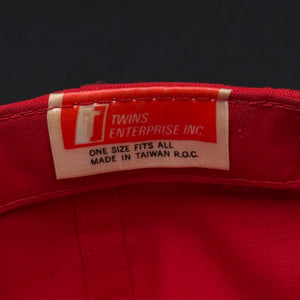 TWINS
ENTERPRISE INC.
ONE SIZE FITS ALL
MADE IN TAIWAN R.O.C.